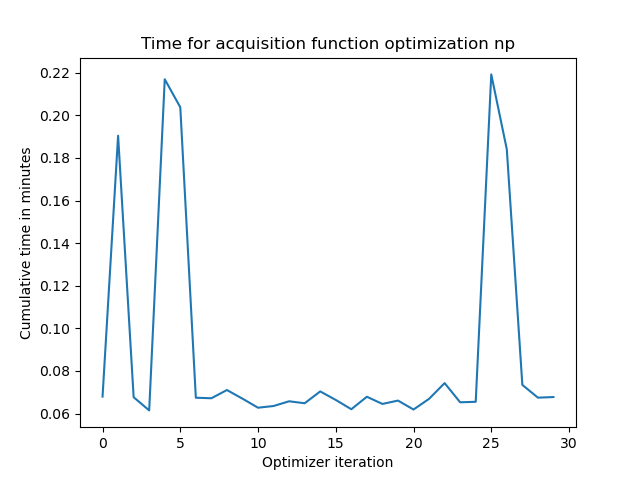 Time for acquisition function optimization np
Cumulative time in minutes
0.22
0.20
0.18
0.16
0.14
0.12
0.10
0.08
0.06
0 5 10 15 20 25 30
Optimizer iteration